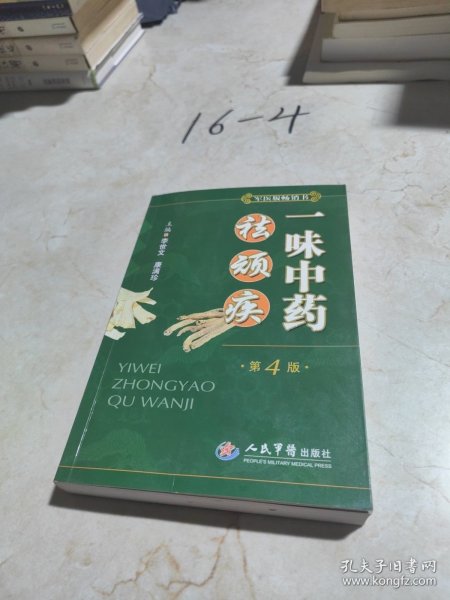 16-4
军医版畅销书
一味中药
祛顽疾
主编 李世文 康满珍
第4版
YIWEI
ZHONGYAO
QU WANJI
人民军医出版社
PEOPLE'S MILITARY MEDICAL PRESS
孔夫子旧书网
www.kongfz.com